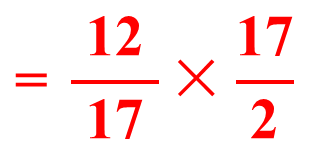 = 12/17 × 17/2